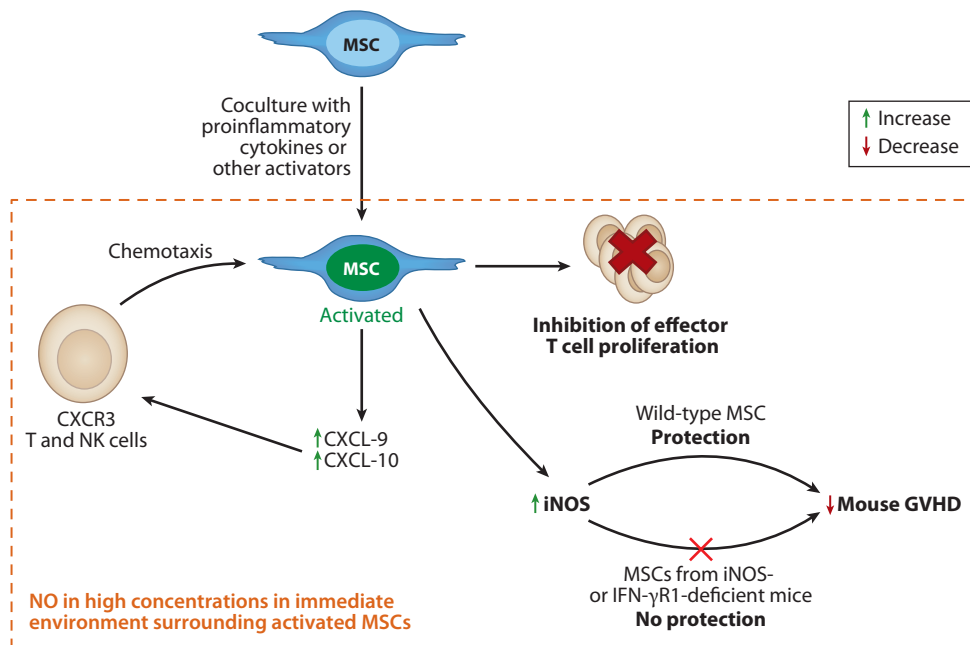 MSC
Coculture with
proinflammatory
cytokines or
other activators
↑ Increase
↓ Decrease
Chemotaxis
MSC
Activated
Inhibition of effector
T cell proliferation
CXCR3
T and NK cells
↑CXCL-9
↑CXCL-10
Wild-type MSC
Protection
↑iNOS
↓Mouse GVHD
MSCs from iNOS-
or IFN-γR1-deficient mice
No protection
NO in high concentrations in immediate
environment surrounding activated MSCs